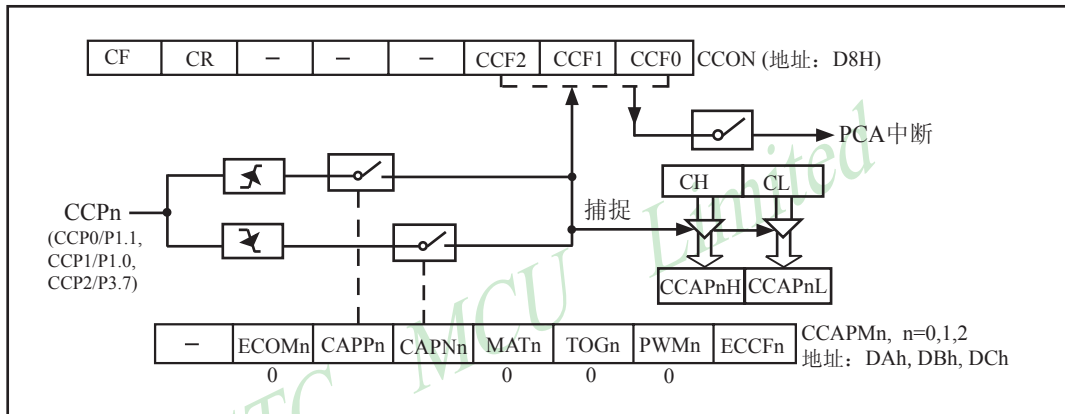 CF CR – – – CCF2 CCF1 CCF0 CCON (地址：D8H)
PCA中断
CH CL
CCPn
(CCP0/P1.1,
CCP1/P1.0,
CCP2/P3.7)
捕捉
CCAPnH CCAPnL
– ECOMn CAPPn CAPNn MATn TOGn PWMn ECCFn CCAPMn, n=0,1,2
地址：DAh, DBh, DCh
0 0 0 0
MCU Limited